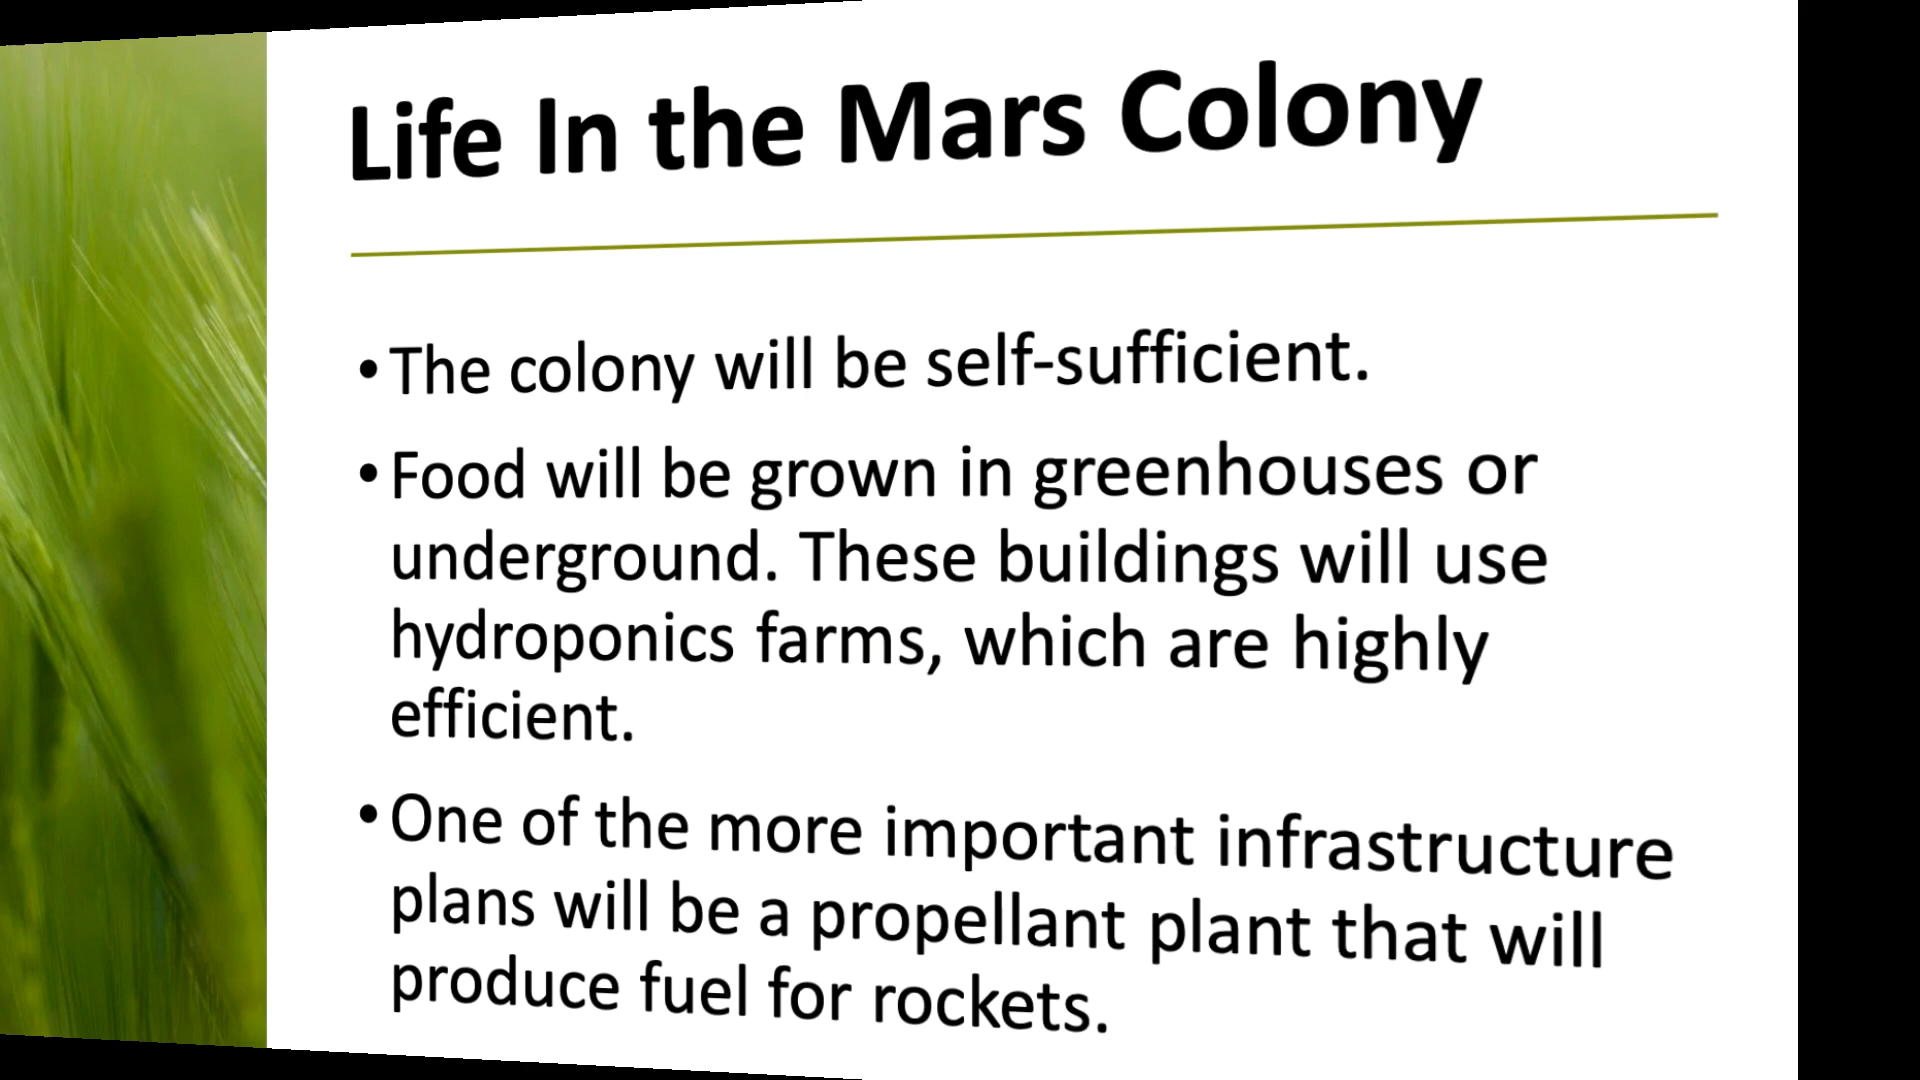 Life In the Mars Colony
• The colony will be self-sufficient.
• Food will be grown in greenhouses or
underground. These buildings will use
hydroponics farms, which are highly
efficient.
• One of the more important infrastructure
plans will be a propellant plant that will
produce fuel for rockets.